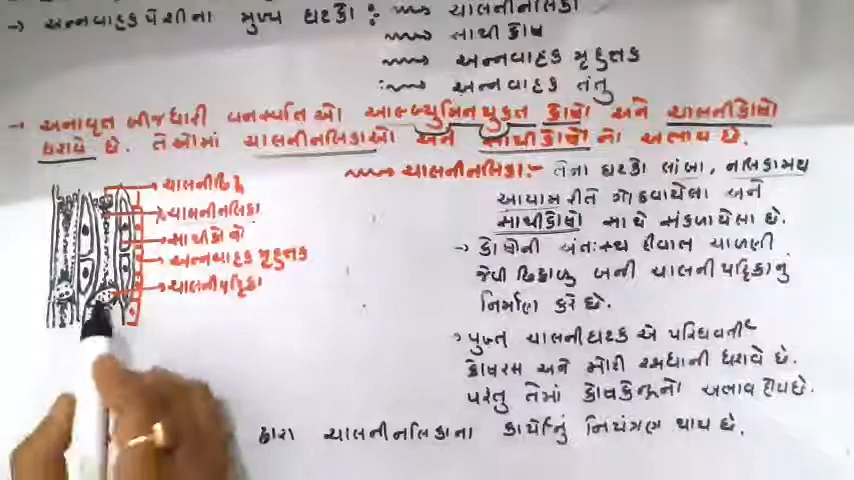 → અન્નવાહક પેશીના મુખ્ય ઘટકો : ચાલનીનલિકા
સાથી કોષ
અન્નવાહક મૃદુત્તક
અન્નવાહક તંતુ
→ અનાવૃત બીજધારી વનસ્પતિઓ આલ્બ્યુમિનયુક્ત કોષો અને ચાલનીકોષો
ધરાવે છે. તેઓમાં ચાલનીનલિકાઓ અને સાથીકોષોનો અભાવ છે.
ચાલનીનલિકા :- તેના ઘટકો લાંબા, નલિકામય
આયામ રીતે ગોઠવાયેલા અને
સાથીકોષો સાથે સંકળાયેલા છે.
→ કોષોની અંતઃસ્થ દીવાલ ચાળણી
જેવી છિદ્રાળુ બની ચાલનીપટ્ટિકાનું
નિર્માણ કરે છે.
→ પુખ્ત ચાલનીઘટક એ પરિઘવર્તી
કોષરસ અને મોટી રસધાની ધરાવે છે.
પરંતુ તેમાં કોષકેન્દ્રનો અભાવ હોય છે.
દ્વારા ચાલનીનલિકાના કાર્યોનું નિયંત્રણ થાય છે.
ચાલનીછિદ્ર
ચાલનીનલિકા
સાથીકોષો
અન્નવાહક મૃદુત્તક
ચાલનીપટ્ટિકા